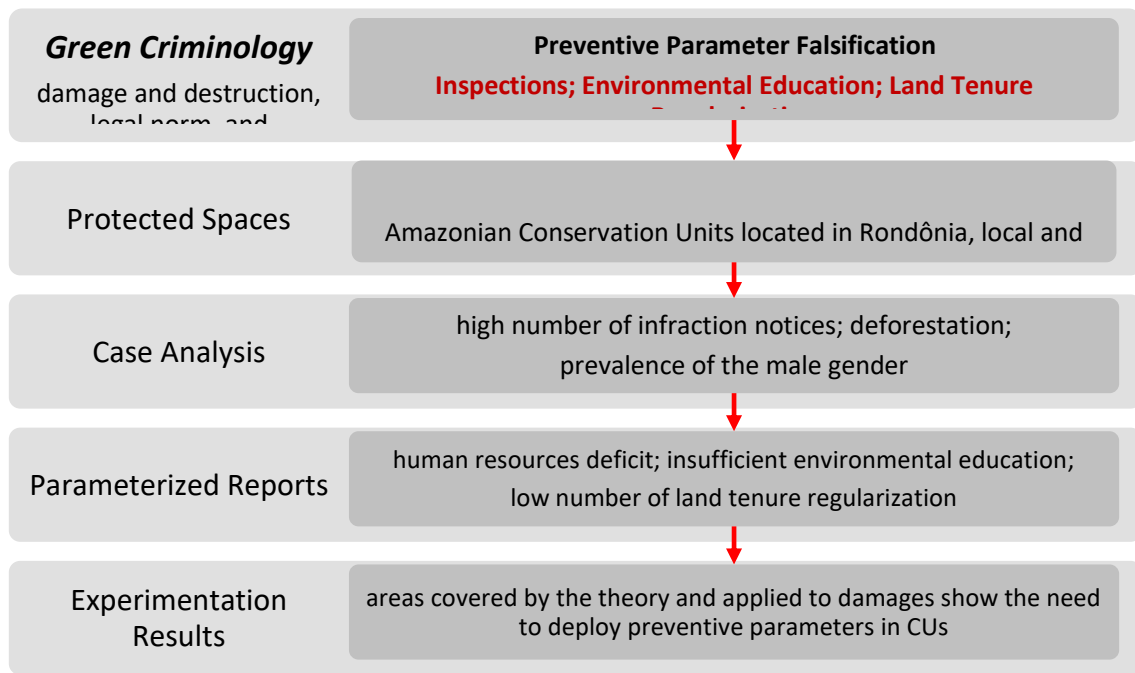 Green Criminology
damage and destruction,
legal norm, and
Preventive Parameter Falsification
Inspections; Environmental Education; Land Tenure
Protected Spaces
Amazonian Conservation Units located in Rondônia, local and
Case Analysis
high number of infraction notices; deforestation;
prevalence of the male gender
Parameterized Reports
human resources deficit; insufficient environmental education;
low number of land tenure regularization
Experimentation
Results
areas covered by the theory and applied to damages show the need
to deploy preventive parameters in CUs